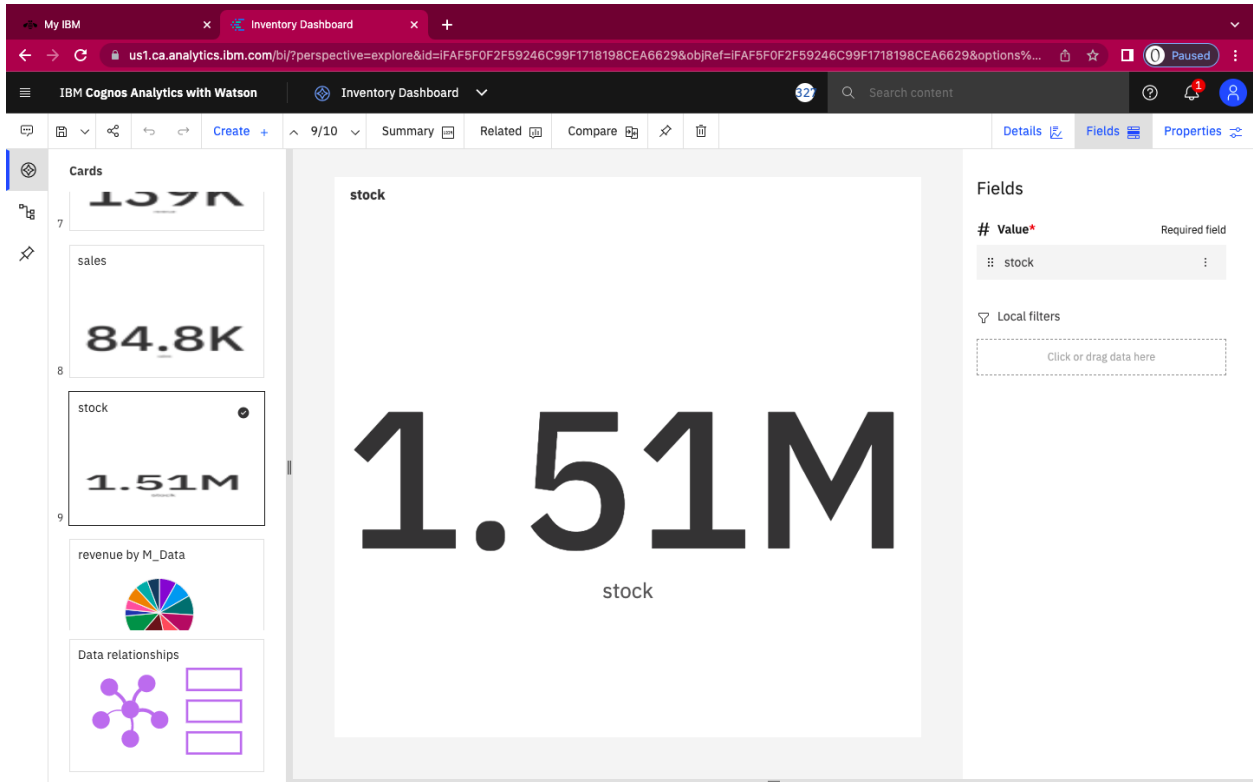 My IBM
Inventory Dashboard
us1.ca.analytics.ibm.com/bi/?perspective=explore&id=iFAF5F0F2F59246C99F1718198CEA6629&objRef=iFAF5F0F2F59246C99F1718198CEA6629&options%...
Paused
IBM Cognos Analytics with Watson
Inventory Dashboard
Search content
1
Create +
9/10
Summary
Related
Compare
Details
Fields
Properties
Cards
139K
7
sales
84.8K
8
stock
1.51M
stock
9
revenue by M_Data
Data relationships
stock
1.51M
stock
Fields
# Value*
Required field
stock
Local filters
Click or drag data here